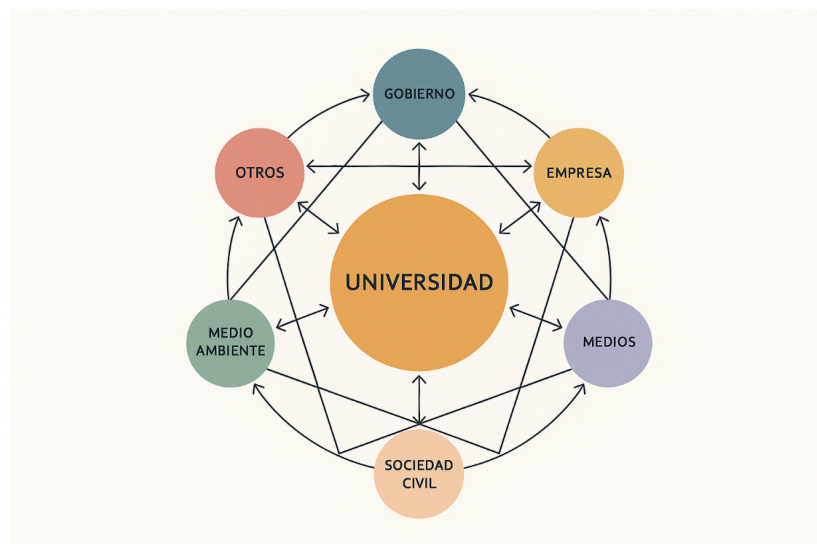 GOBIERNO
OTROS
EMPRESA
UNIVERSIDAD
MEDIO
AMBIENTE
MEDIOS
SOCIEDAD
CIVIL